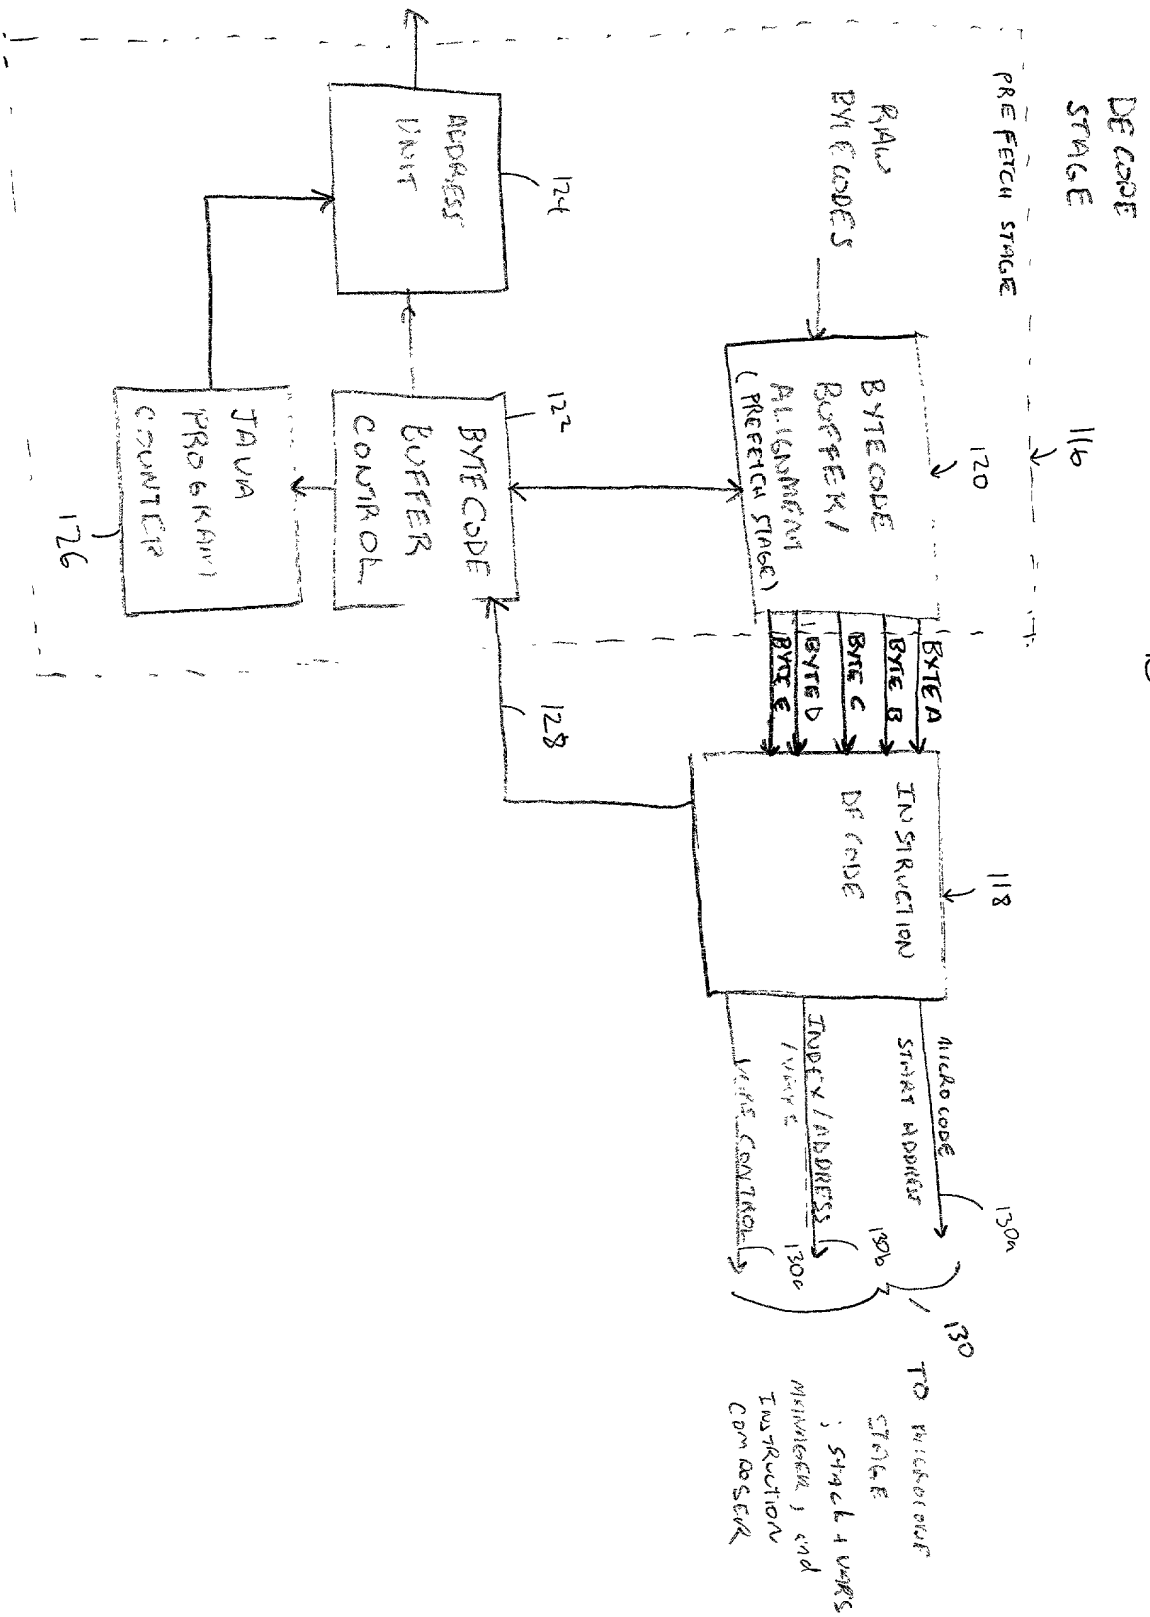 DECODE
STAGE
PREFETCH STAGE
116
RAW
BYTECODES
120
BYTECODE
BUFFER/
ALIGNMENT
(PREFETCH STAGE)
BYTE A
BYTE B
BYTE C
BYTE D
BYTE E
118
INSTRUCTION
DECODE
MICROCODE
START ADDRESS
130a
INDEX/ADDRESS
130b
VARS CONTROL
130c
130
TO MICROCODE
STAGE
; STACK + VARS
MANAGER; and
INSTRUCTION
COMPOSER
124
ADDRESS
UNIT
122
BYTECODE
BUFFER
CONTROL
128
JAVA
PROGRAM
COUNTER
126